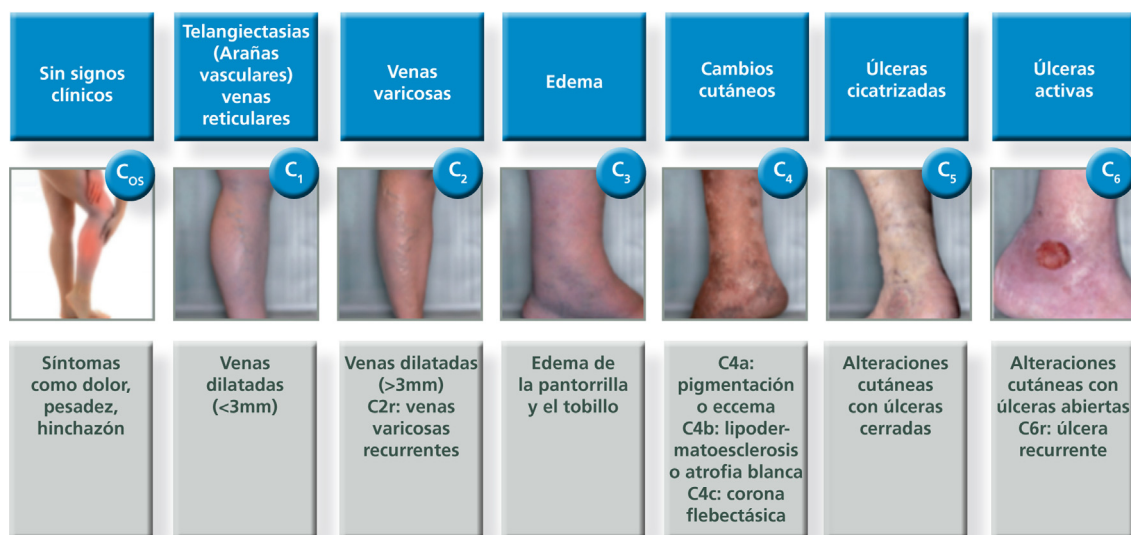 Sin signos
clínicos
Telangiectasias
(Arañas
vasculares)
venas
reticulares
Venas
varicosas
Edema
Cambios
cutáneos
Úlceras
cicatrizadas
Úlceras
activas
C0S
C1
C2
C3
C4
C5
C6
Síntomas
como dolor,
pesadez,
hinchazón
Venas
dilatadas
(<3mm)
Venas dilatadas
(>3mm)
C2r: venas
varicosas
recurrentes
Edema de
la pantorrilla
y el tobillo
C4a:
pigmentación
o eccema
C4b: lipoder-
matoesclerosis
o atrofia blanca
C4c: corona
flebectásica
Alteraciones
cutáneas
con úlceras
cerradas
Alteraciones
cutáneas con
úlceras abiertas
C6r: úlcera
recurrente